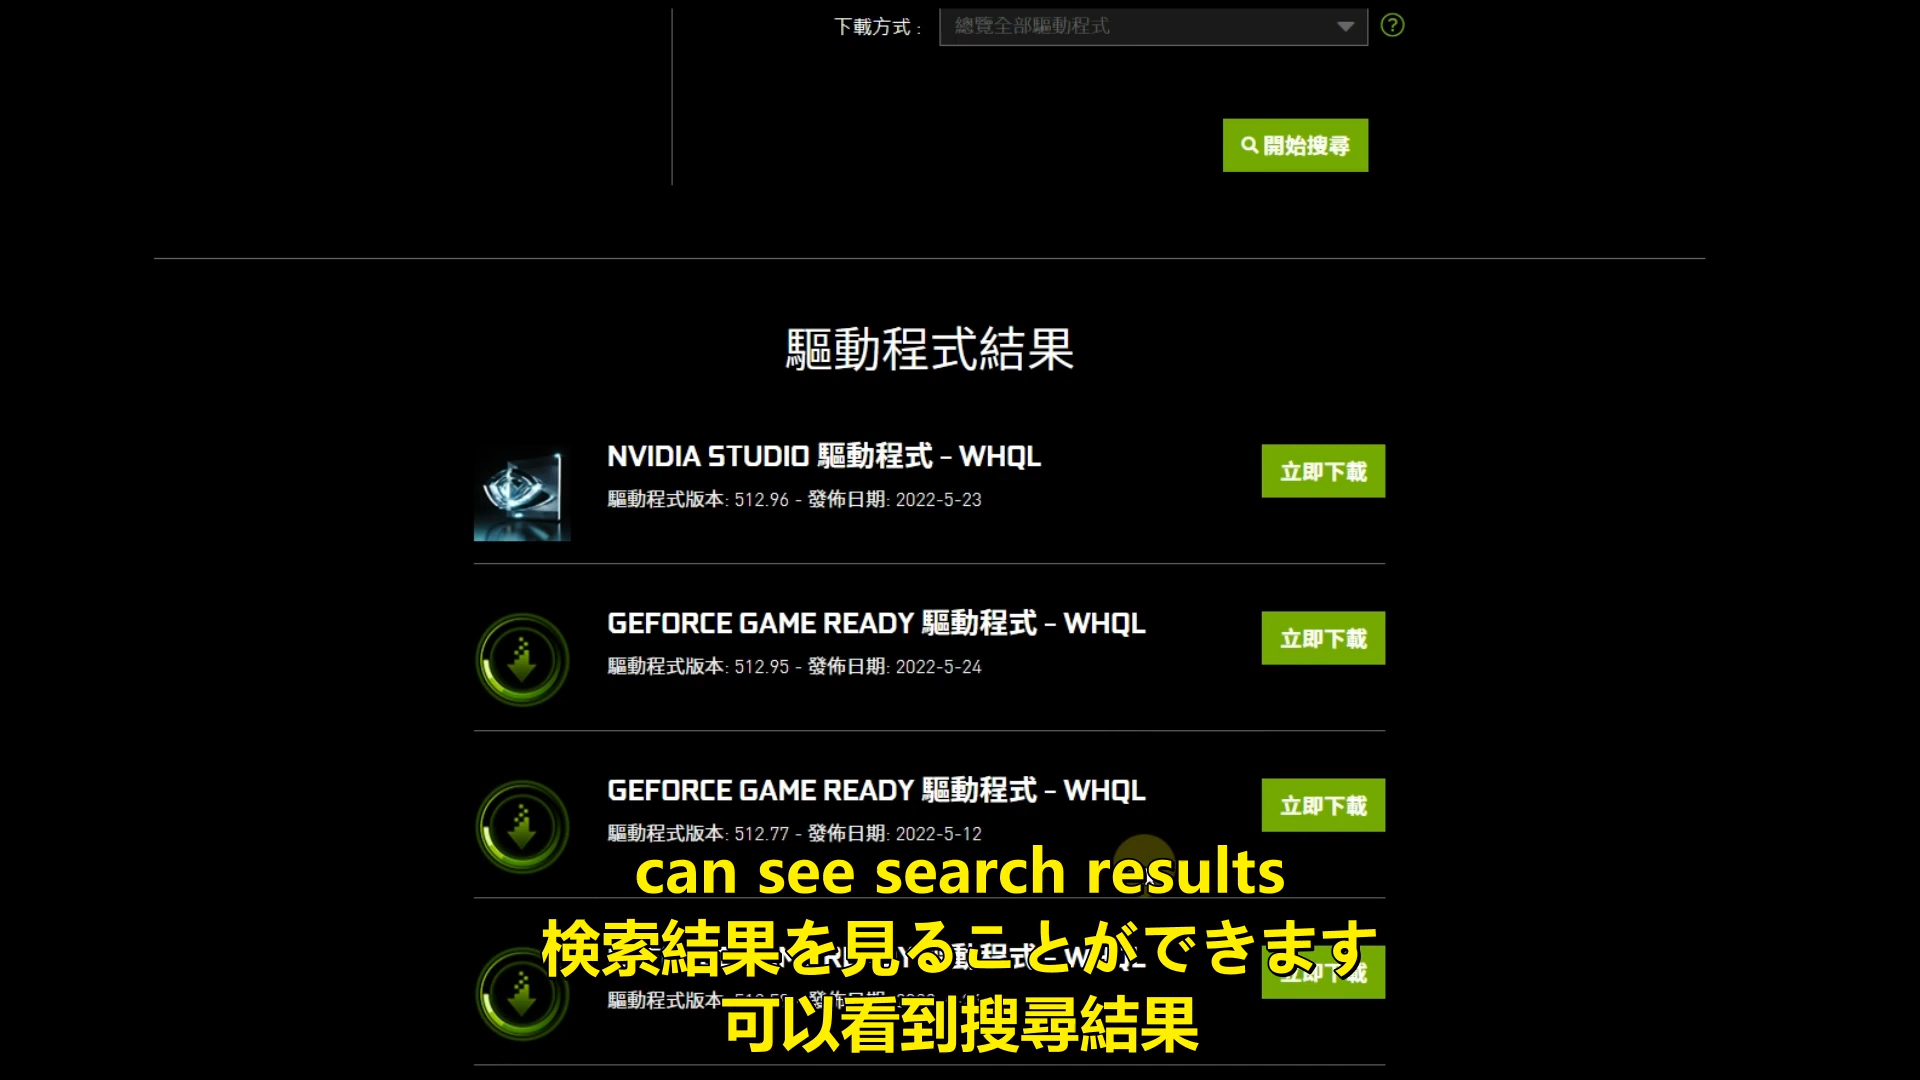 下載方式 :
總覽全部驅動程式
開始搜尋
驅動程式結果
NVIDIA STUDIO 驅動程式 – WHQL
立即下載
驅動程式版本: 512.96 - 發佈日期: 2022-5-23
GEFORCE GAME READY 驅動程式 – WHQL
立即下載
驅動程式版本: 512.95 - 發佈日期: 2022-5-24
GEFORCE GAME READY 驅動程式 – WHQL
立即下載
驅動程式版本: 512.77 - 發佈日期: 2022-5-12
can see search results
検索結果を見ることができます
立即下載
驅動程式版本
可以看到搜尋結果